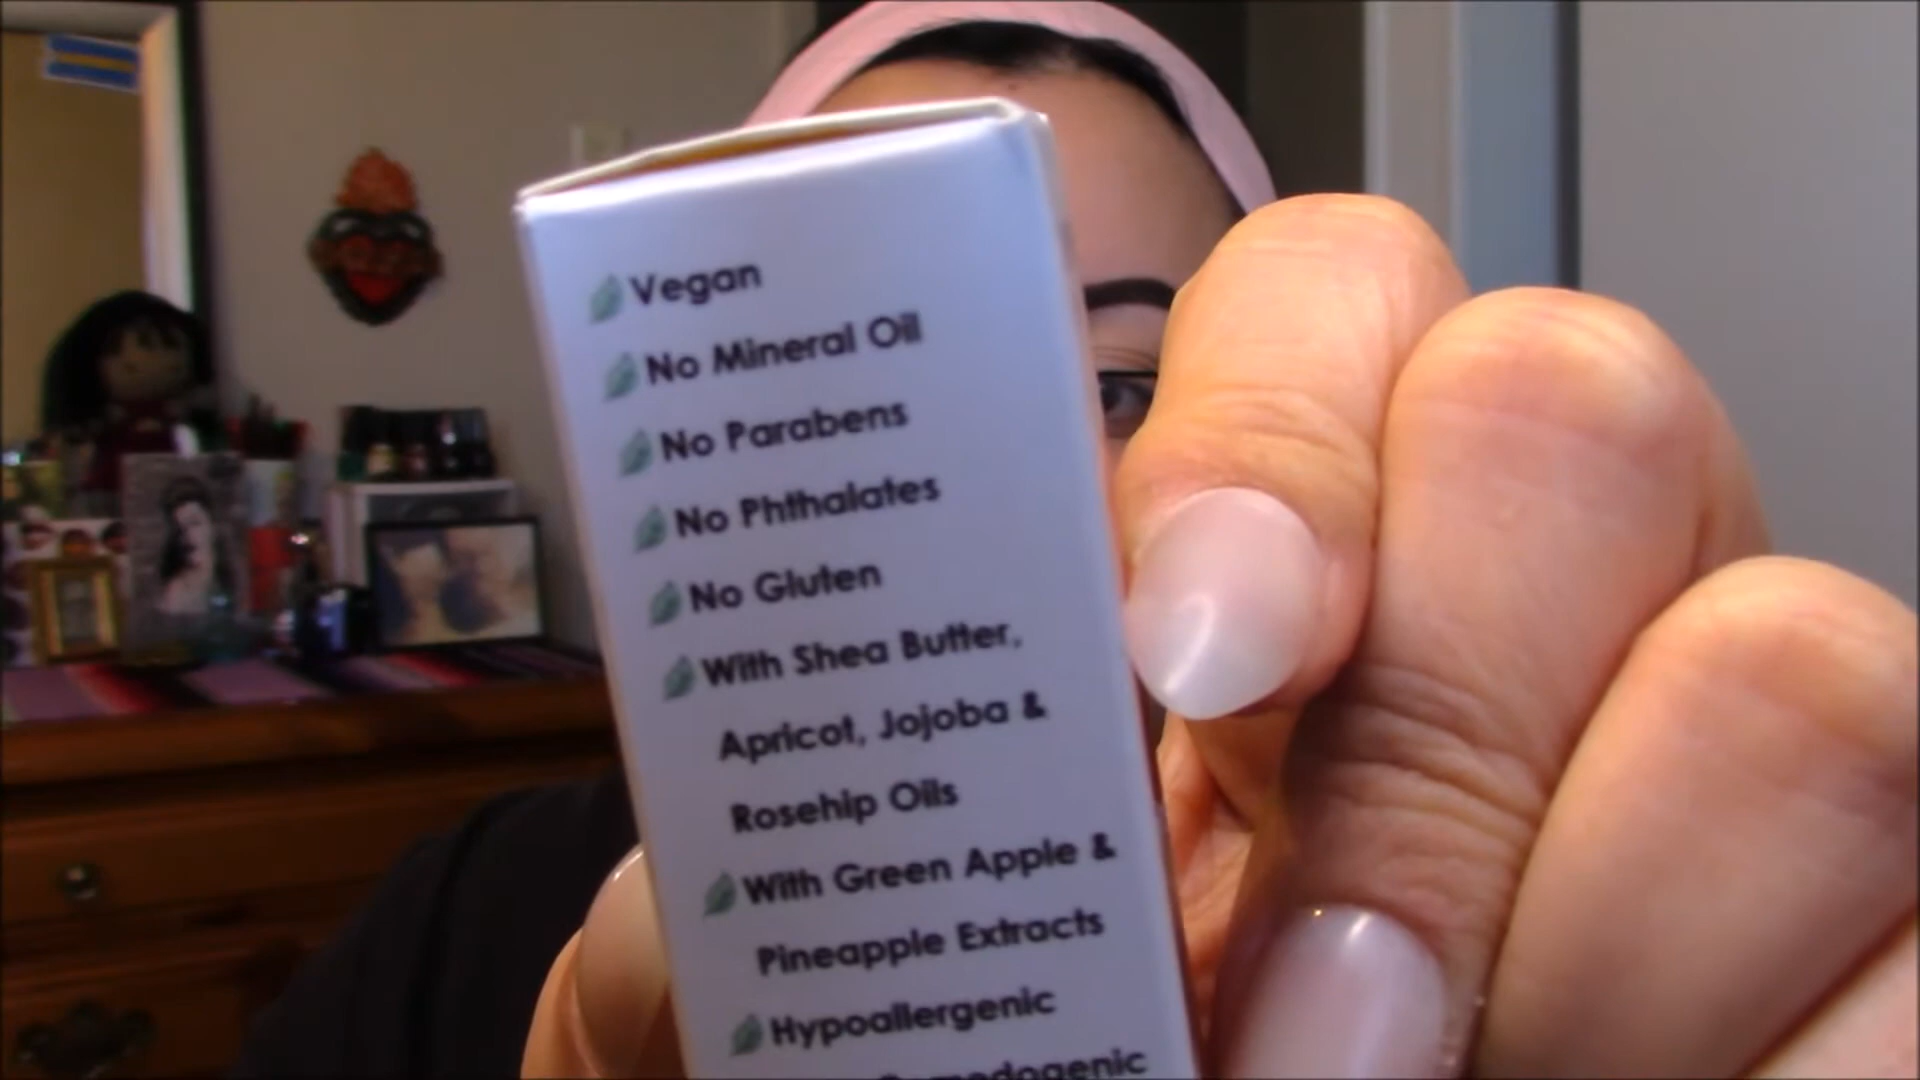 Vegan
No Mineral Oil
No Parabens
No Phthalates
No Gluten
With Shea Butter,
Apricot, Jojoba &
Rosehip Oils
With Green Apple &
Pineapple Extracts
Hypoallergenic